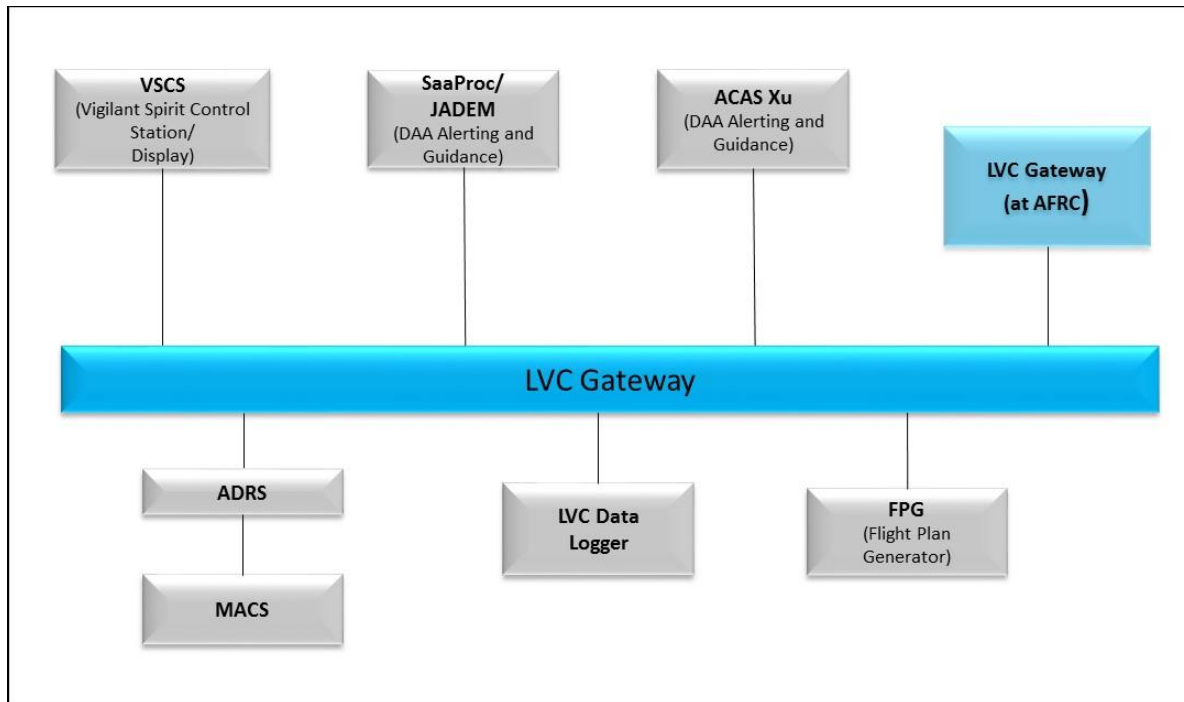 VSCS
(Vigilant Spirit Control
Station/
Display)
SaaProc/
JADEM
(DAA Alerting and
Guidance)
ACAS Xu
(DAA Alerting and
Guidance)
LVC Gateway
(at AFRC)
LVC Gateway
ADRS
MACS
LVC Data
Logger
FPG
(Flight Plan
Generator)